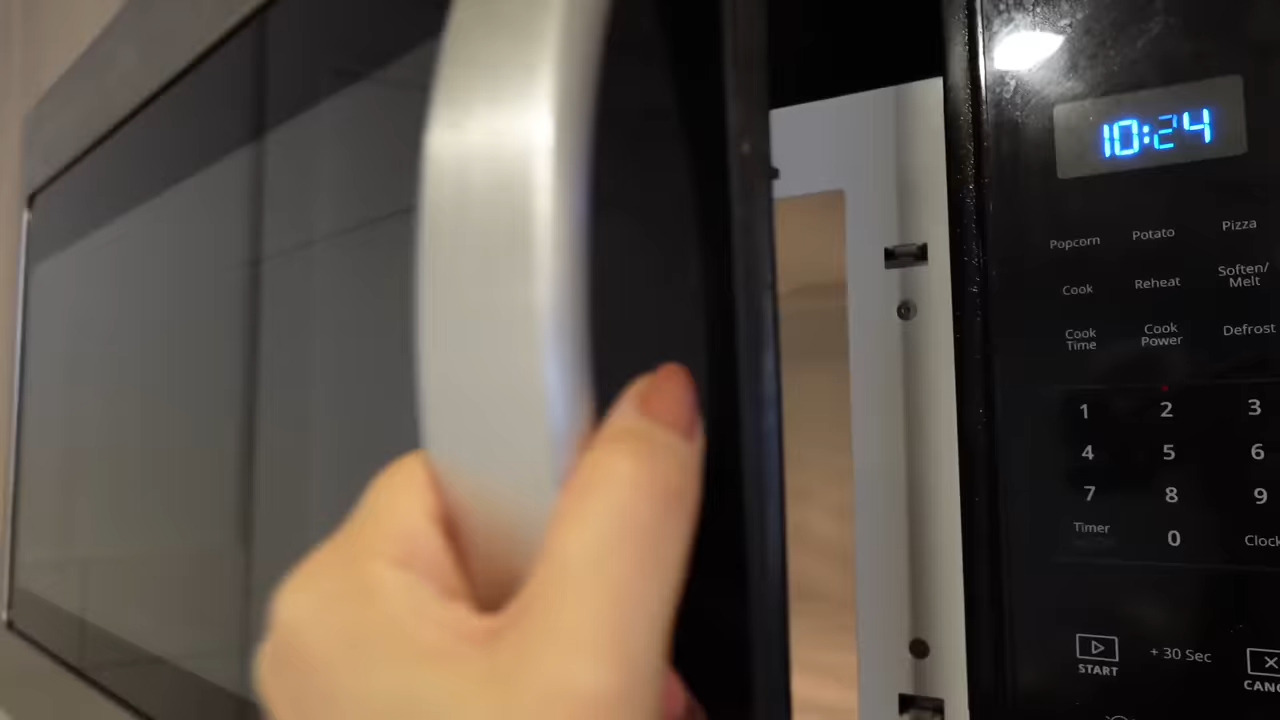 10:24
Popcorn Potato Pizza
Cook Reheat Soften/
Melt
Cook
Time Cook
Power Defrost
1 2 3
4 5 6
7 8 9
Timer 0 Clock
START + 30 Sec CANC